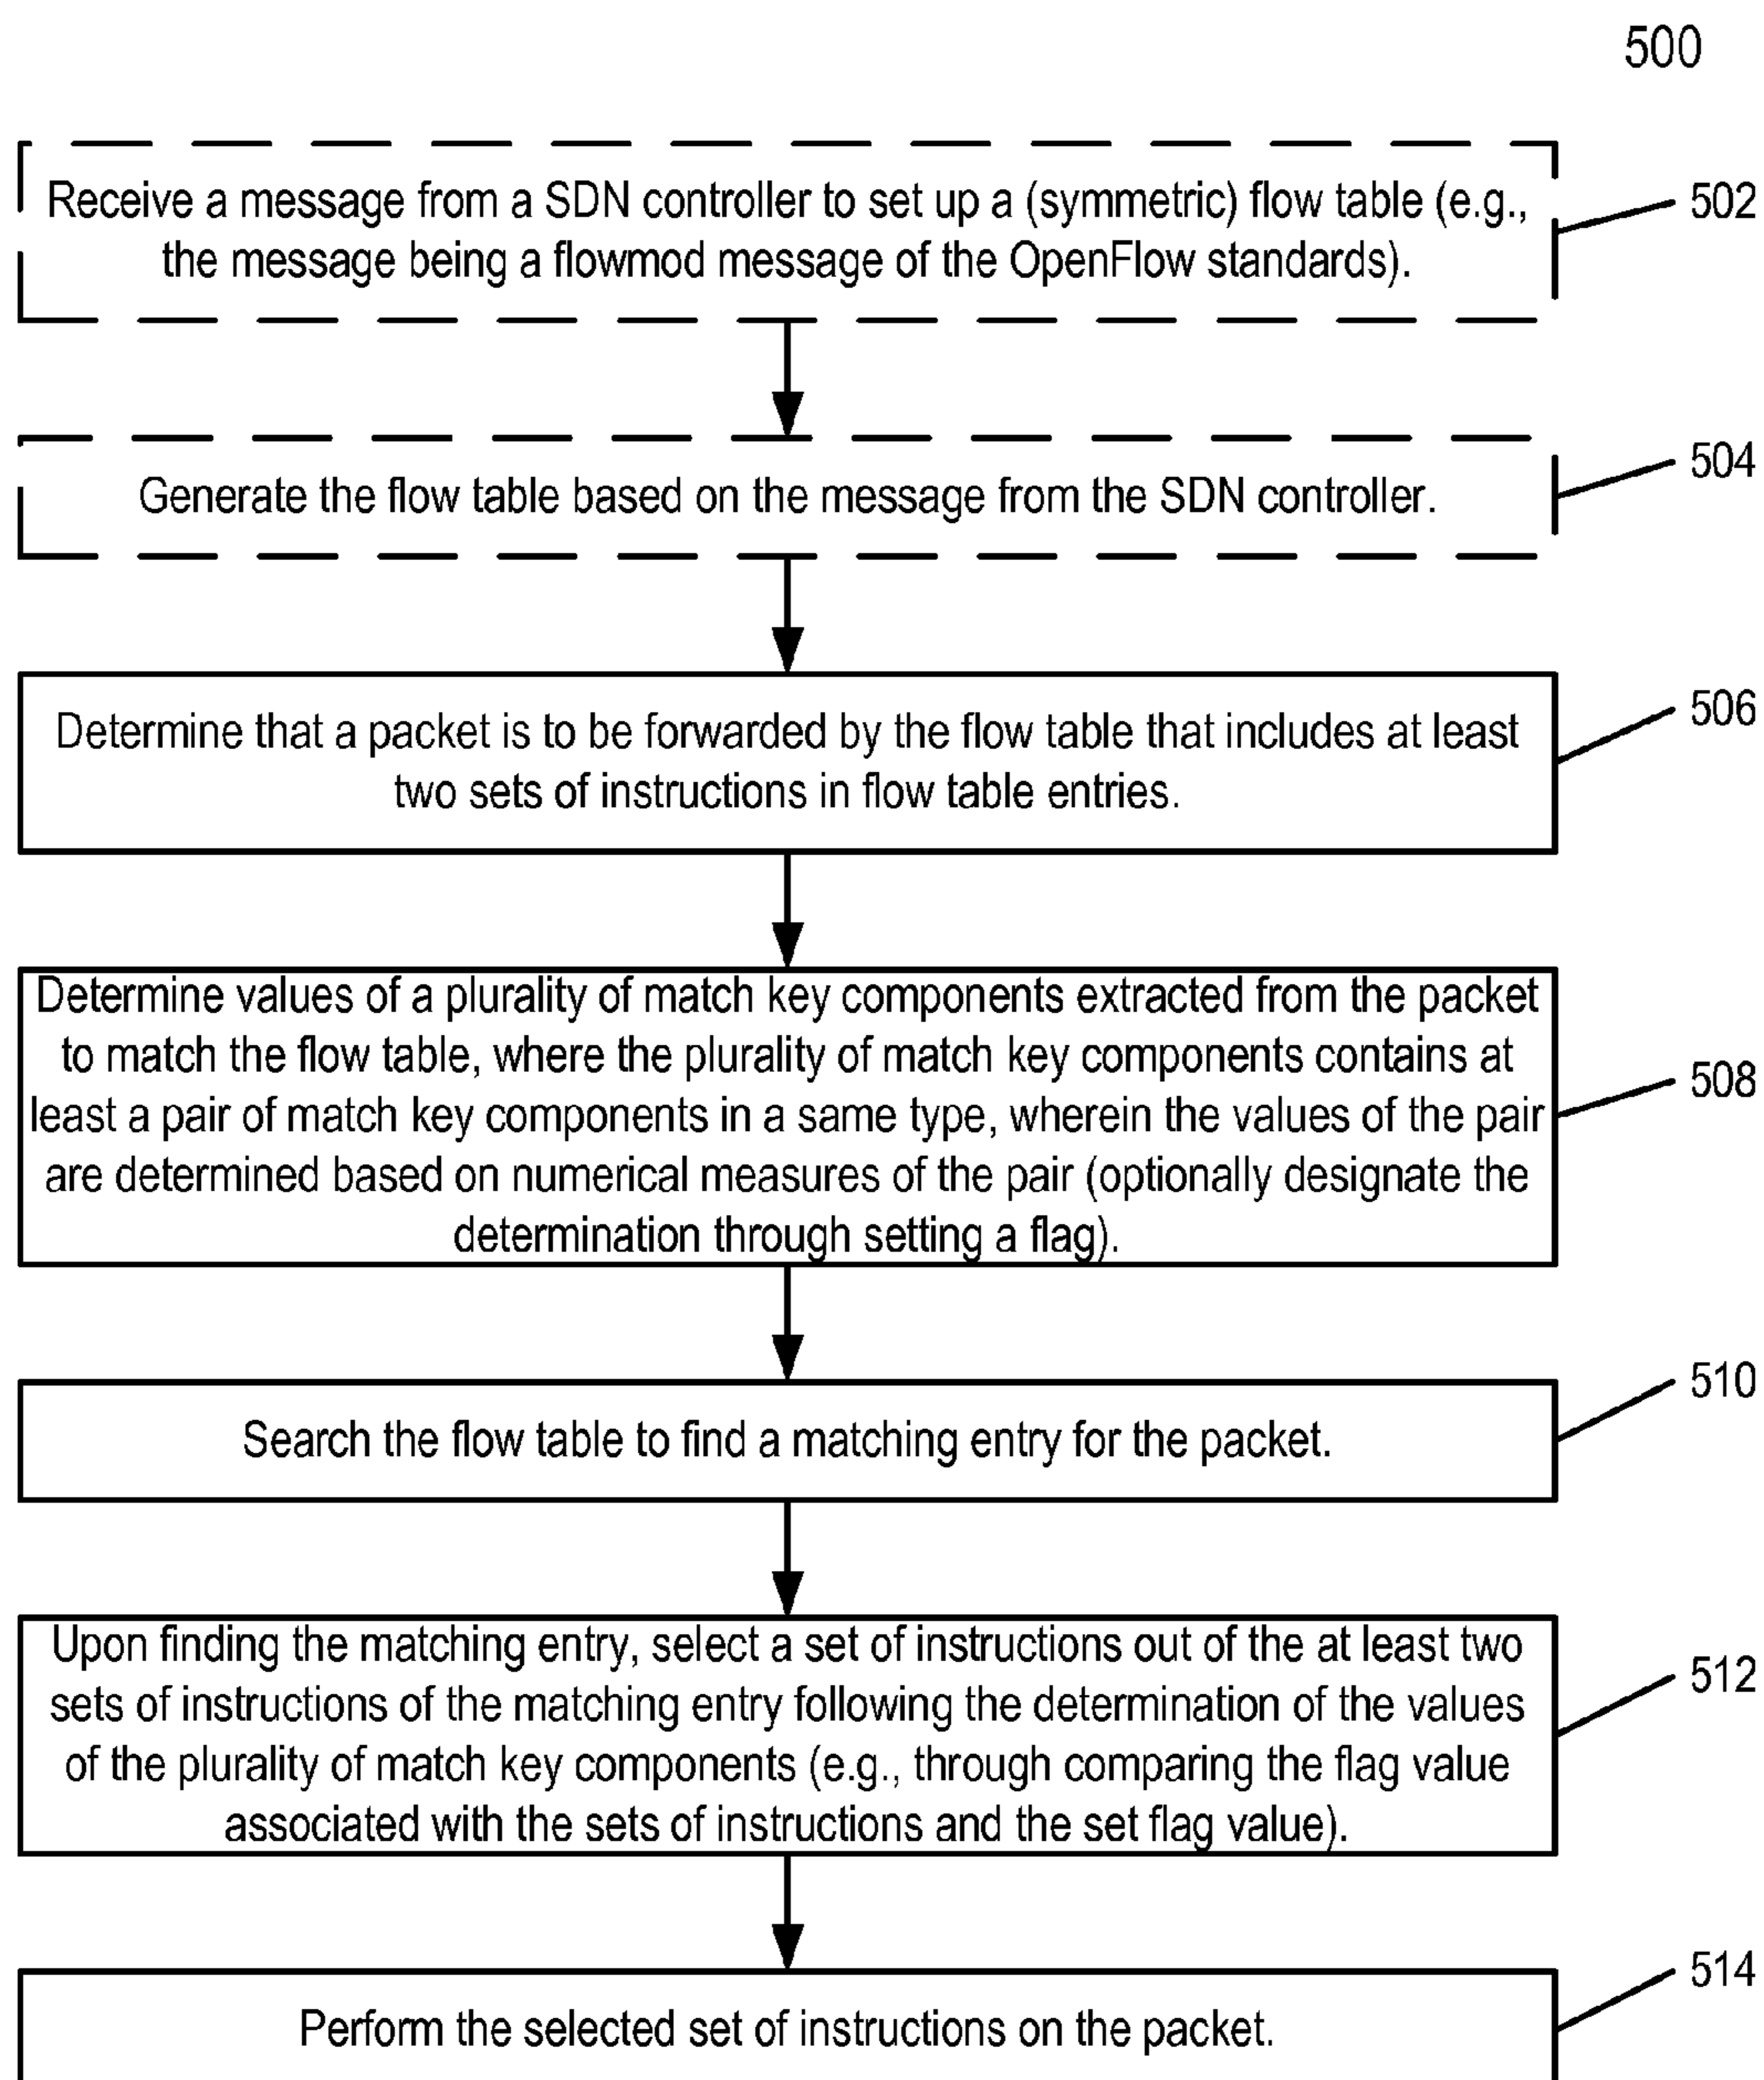 500
Receive a message from a SDN controller to set up a (symmetric) flow table (e.g.,
the message being a flowmod message of the OpenFlow standards).
502
Generate the flow table based on the message from the SDN controller.
504
Determine that a packet is to be forwarded by the flow table that includes at least
two sets of instructions in flow table entries.
506
Determine values of a plurality of match key components extracted from the packet
to match the flow table, where the plurality of match key components contains at
least a pair of match key components in a same type, wherein the values of the pair
are determined based on numerical measures of the pair (optionally designate the
determination through setting a flag).
508
Search the flow table to find a matching entry for the packet.
510
Upon finding the matching entry, select a set of instructions out of the at least two
sets of instructions of the matching entry following the determination of the values
of the plurality of match key components (e.g., through comparing the flag value
associated with the sets of instructions and the set flag value).
512
Perform the selected set of instructions on the packet.
514